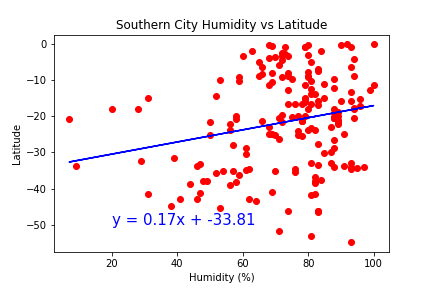 Southern City Humidity vs Latitude
0
−10
−20
−30
−40
−50
Latitude
y = 0.17x + -33.81
20
40
60
80
100
Humidity (%)